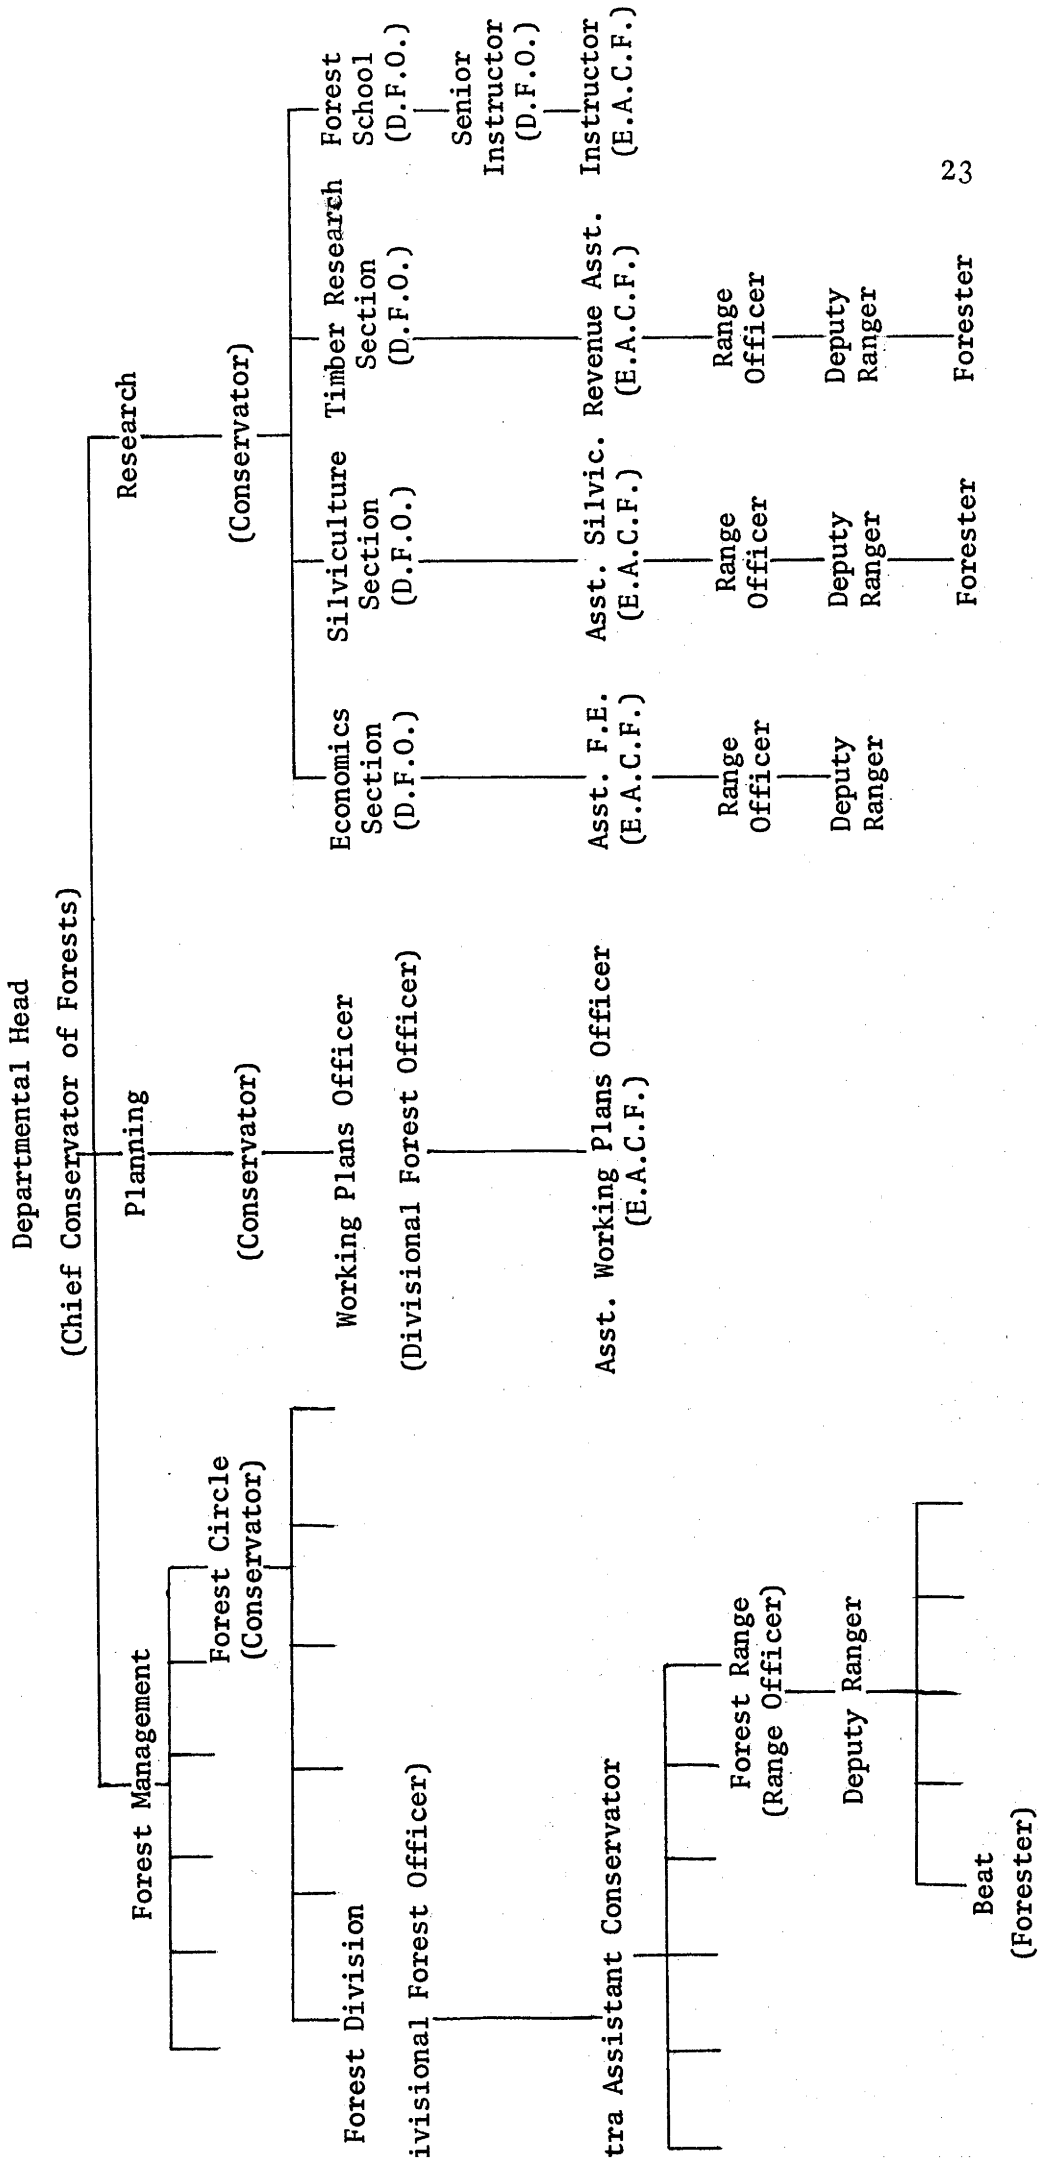 Departmental Head
(Chief Conservator of Forests)
Forest Management
Planning
Research
Forest Circle
(Conservator)
(Conservator)
(Conservator)
Forest Division
ivisional Forest Officer)
Working Plans Officer
(Divisional Forest Officer)
Economics
Section
(D.F.O.)
Silviculture
Section
(D.F.O.)
Timber Research
Section
(D.F.O.)
Forest
School
(D.F.O.)
Senior
Instructor
(D.F.O.)
tra Assistant Conservator
Asst. Working Plans Officer
(E.A.C.F.)
Asst. F.E.
(E.A.C.F.)
Asst. Silvic.
(E.A.C.F.)
Revenue Asst.
(E.A.C.F.)
Instructor
(E.A.C.F.)
Forest Range
(Range Officer)
Range
Officer
Range
Officer
Range
Officer
Deputy Ranger
Deputy
Ranger
Deputy
Ranger
Deputy
Ranger
Beat
(Forester)
Forester
Forester
23